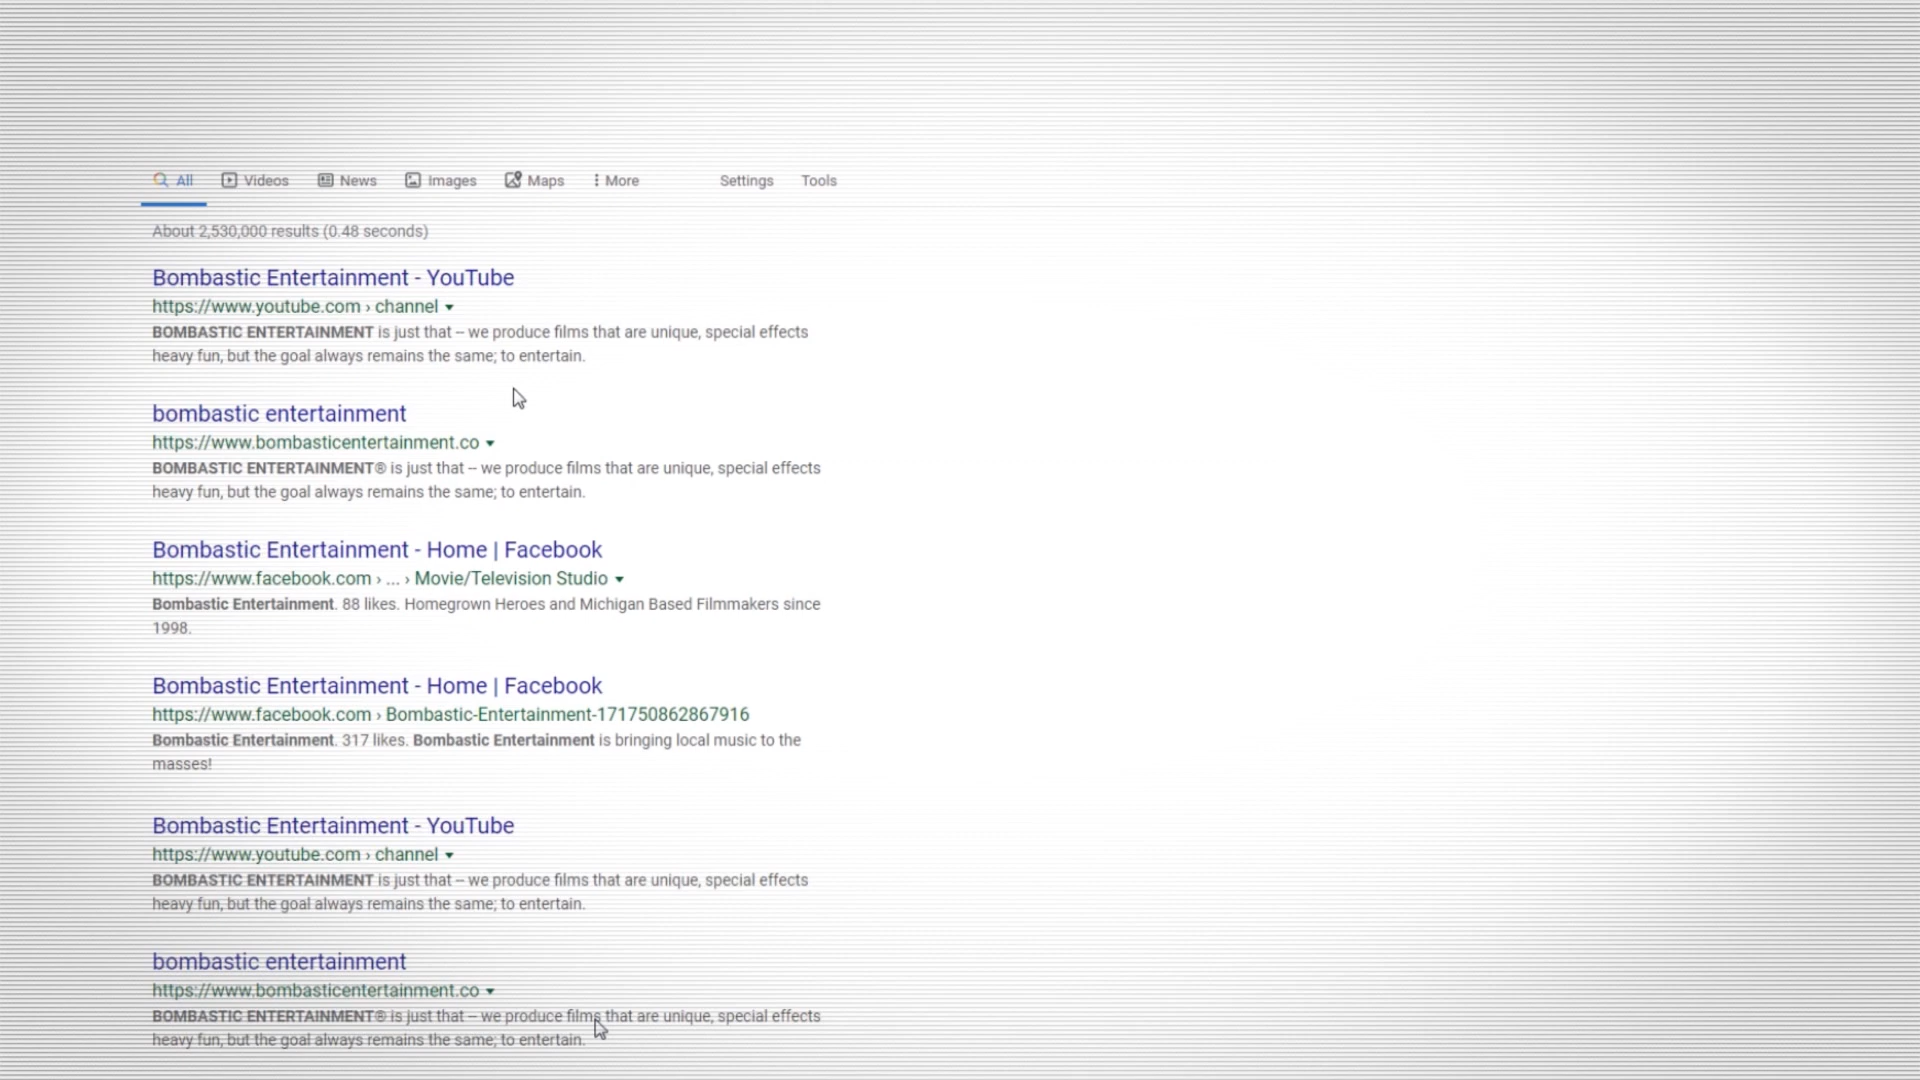 All Videos News Images Maps More Settings Tools
About 2,530,000 results (0.48 seconds)
Bombastic Entertainment - YouTube
https://www.youtube.com › channel
BOMBASTIC ENTERTAINMENT is just that -- we produce films that are unique, special effects
heavy fun, but the goal always remains the same; to entertain.
bombastic entertainment
https://www.bombasticentertainment.co
BOMBASTIC ENTERTAINMENT® is just that -- we produce films that are unique, special effects
heavy fun, but the goal always remains the same; to entertain.
Bombastic Entertainment - Home | Facebook
https://www.facebook.com › ... › Movie/Television Studio
Bombastic Entertainment. 88 likes. Homegrown Heroes and Michigan Based Filmmakers since
1998.
Bombastic Entertainment - Home | Facebook
https://www.facebook.com › Bombastic-Entertainment-171750862867916
Bombastic Entertainment. 317 likes. Bombastic Entertainment is bringing local music to the
masses!
Bombastic Entertainment - YouTube
https://www.youtube.com › channel
BOMBASTIC ENTERTAINMENT is just that -- we produce films that are unique, special effects
heavy fun, but the goal always remains the same; to entertain.
bombastic entertainment
https://www.bombasticentertainment.co
BOMBASTIC ENTERTAINMENT® is just that -- we produce films that are unique, special effects
heavy fun, but the goal always remains the same; to entertain.